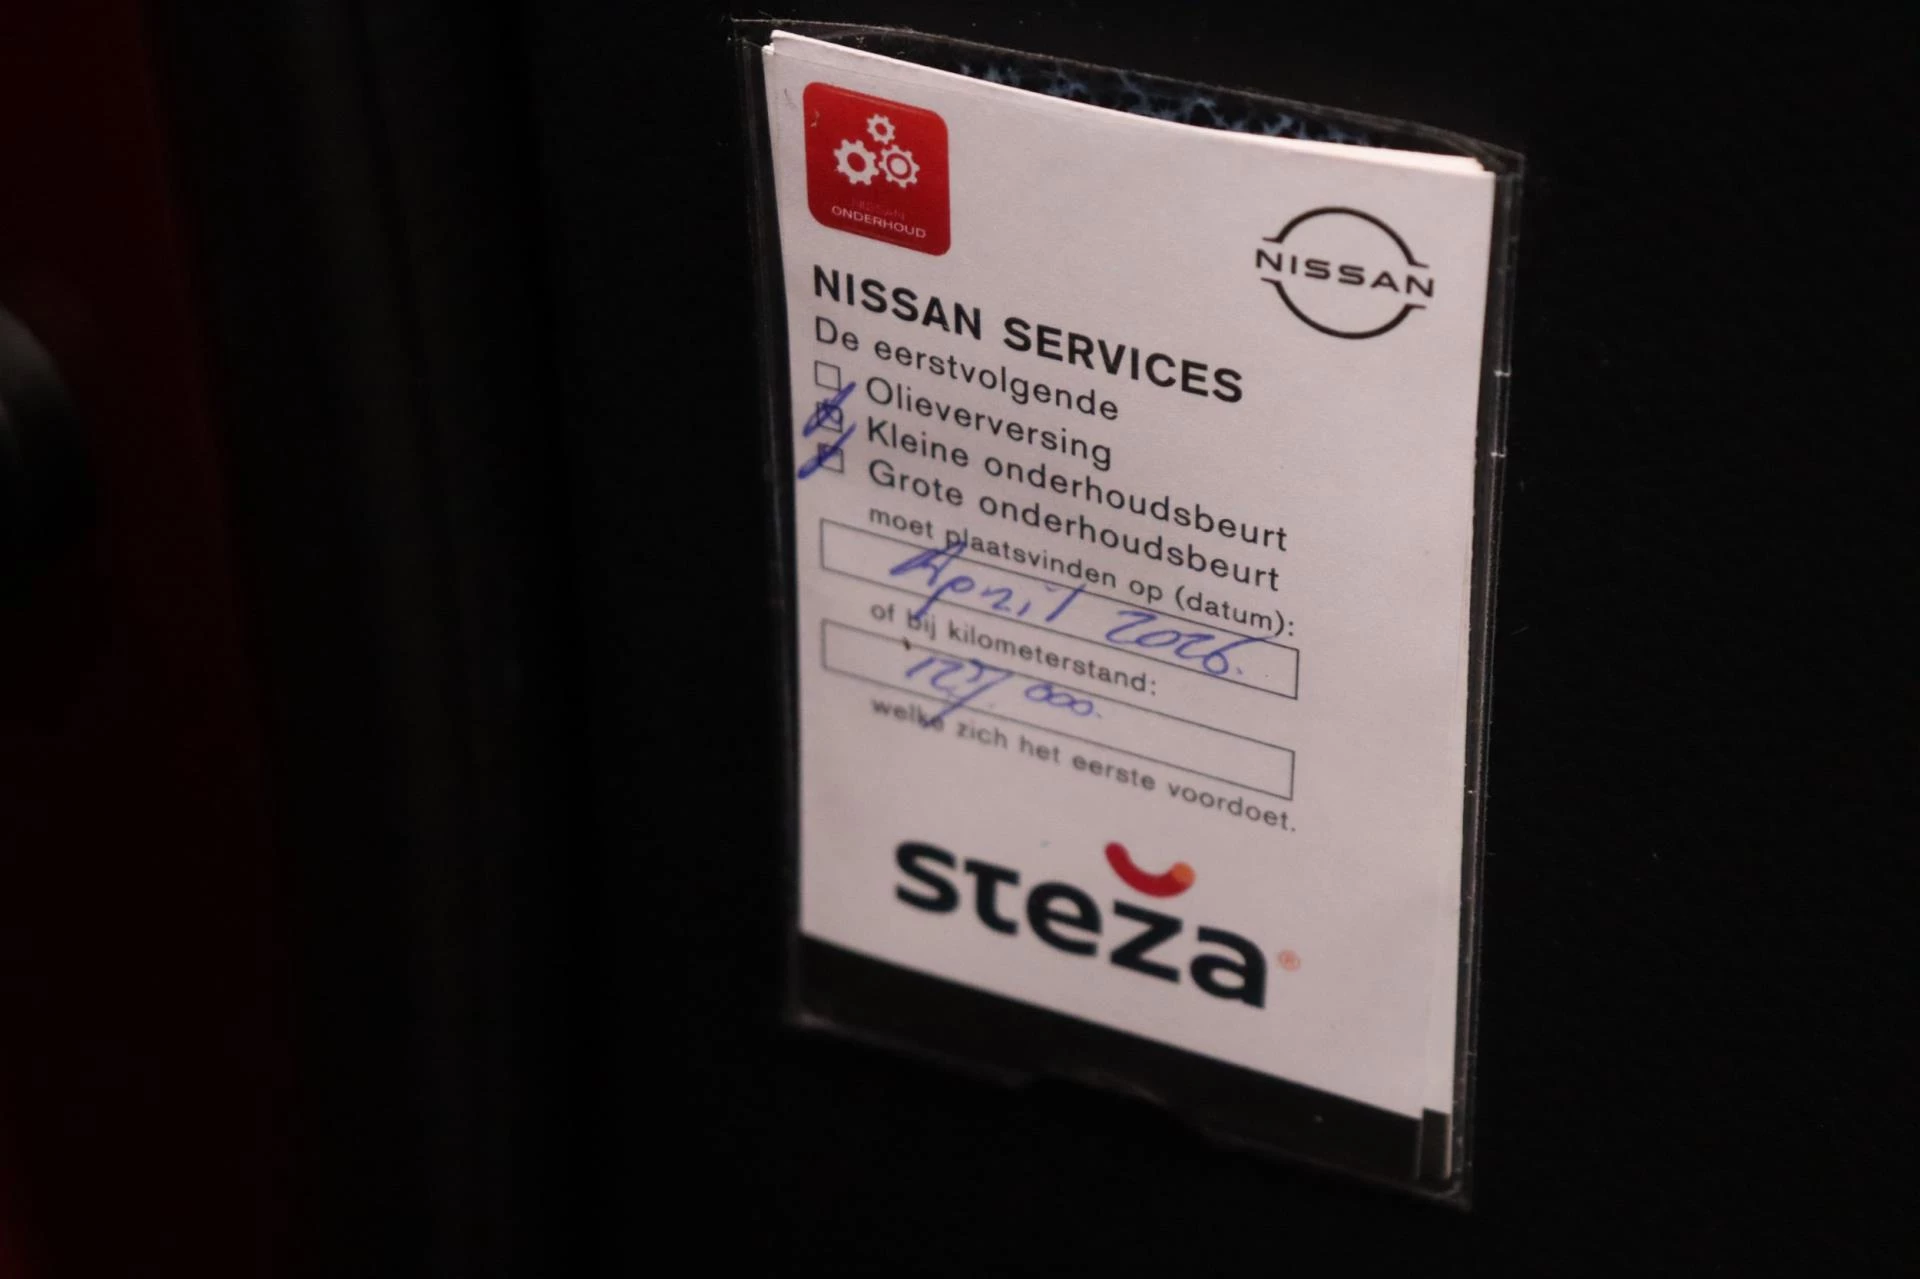 NISSAN
ONDERHOUD
NISSAN
NISSAN SERVICES
De eerstvolgende
Olieverversing
Kleine onderhoudsbeurt
Grote onderhoudsbeurt
moet plaatsvinden op (datum):
April 2026.
of bij kilometerstand:
127.000.
welke zich het eerste voordoet.
steža®